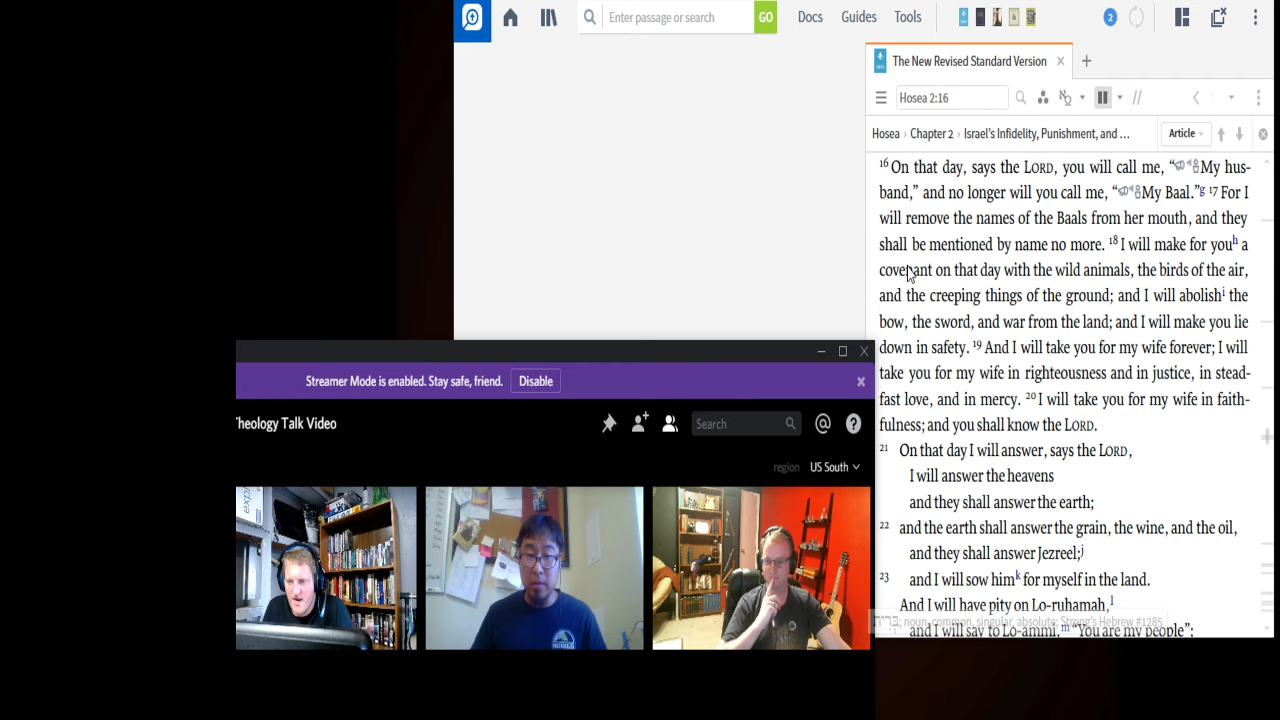 Enter passage or search
GO
Docs
Guides
Tools
2
The New Revised Standard Version
Hosea 2:16
Hosea › Chapter 2 › Israel's Infidelity, Punishment, and ...
Article
16 On that day, says the LORD, you will call me, “My hus-
band,” and no longer will you call me, “My Baal.”g 17 For I
will remove the names of the Baals from her mouth, and they
shall be mentioned by name no more. 18 I will make for youh a
covenant on that day with the wild animals, the birds of the air,
and the creeping things of the ground; and I will abolishi the
bow, the sword, and war from the land; and I will make you lie
down in safety. 19 And I will take you for my wife forever; I will
take you for my wife in righteousness and in justice, in stead-
fast love, and in mercy. 20 I will take you for my wife in faith-
fulness; and you shall know the LORD.
21 On that day I will answer, says the LORD,
I will answer the heavens
and they shall answer the earth;
22 and the earth shall answer the grain, the wine, and the oil,
and they shall answer Jezreel;j
23 and I will sow himk for myself in the land.
And I will have pity on Lo-ruhamah,l
noun, common, singular, absolute; Strong's Hebrew #1285
and I will say to Lo-ammi,m “You are my people”;
Streamer Mode is enabled. Stay safe, friend.
Disable
Theology Talk Video
Search
region
US South